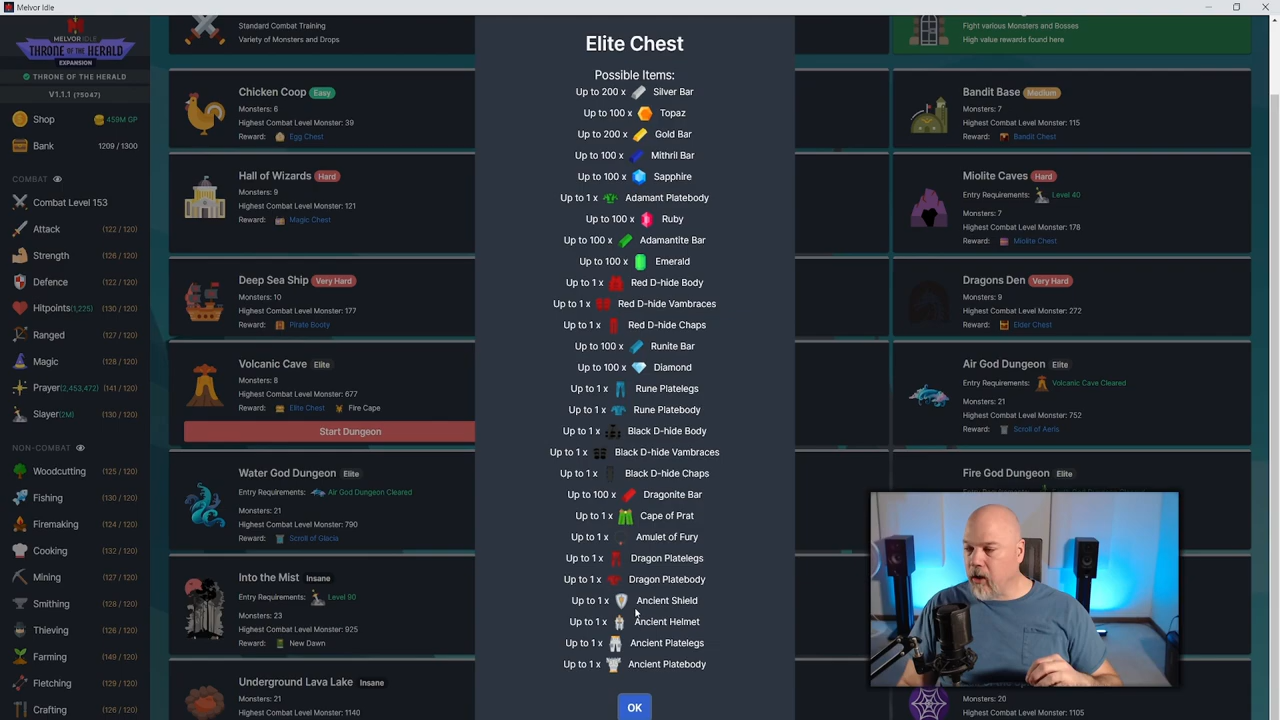 Melvor Idle
MELVOR IDLE
THRONE OF THE HERALD
EXPANSION
THRONE OF THE HERALD
V1.1.1 (?5047)
Shop 459M GP
Bank 1209 / 1300
COMBAT
Combat Level 153
Attack (122 / 120)
Strength (126 / 120)
Defence (122 / 120)
Hitpoints (1,225) (130 / 120)
Ranged (127 / 120)
Magic (128 / 120)
Prayer (2,453,472) (141 / 120)
Slayer (2M) (130 / 120)
NON-COMBAT
Woodcutting (125 / 120)
Fishing (130 / 120)
Firemaking (124 / 120)
Cooking (132 / 120)
Mining (127 / 120)
Smithing (128 / 120)
Thieving (149 / 120)
Farming (149 / 120)
Fletching (129 / 120)
Crafting (126 / 120)
Standard Combat Training
Variety of Monsters and Drops
Chicken Coop Easy
Monsters: 6
Highest Combat Level Monster: 39
Reward: Egg Chest
Hall of Wizards Hard
Monsters: 9
Highest Combat Level Monster: 121
Reward: Magic Chest
Deep Sea Ship Very Hard
Monsters: 10
Highest Combat Level Monster: 177
Reward: Pirate Booty
Volcanic Cave Elite
Monsters: 8
Highest Combat Level Monster: 677
Reward: Elite Chest Fire Cape
Start Dungeon
Water God Dungeon Elite
Entry Requirements: Air God Dungeon Cleared
Monsters: 21
Highest Combat Level Monster: 790
Reward: Scroll of Glacia
Into the Mist Insane
Entry Requirements: Level 90
Monsters: 23
Highest Combat Level Monster: 925
Reward: New Dawn
Underground Lava Lake Insane
Monsters: 21
Highest Combat Level Monster: 1140
Elite Chest
Possible Items:
Up to 200 x Silver Bar
Up to 100 x Topaz
Up to 200 x Gold Bar
Up to 100 x Mithril Bar
Up to 100 x Sapphire
Up to 1 x Adamant Platebody
Up to 100 x Ruby
Up to 100 x Adamantite Bar
Up to 100 x Emerald
Up to 1 x Red D-hide Body
Up to 1 x Red D-hide Vambraces
Up to 1 x Red D-hide Chaps
Up to 100 x Runite Bar
Up to 100 x Diamond
Up to 1 x Rune Platelegs
Up to 1 x Rune Platebody
Up to 1 x Black D-hide Body
Up to 1 x Black D-hide Vambraces
Up to 1 x Black D-hide Chaps
Up to 100 x Dragonite Bar
Up to 1 x Cape of Prat
Up to 1 x Amulet of Fury
Up to 1 x Dragon Platelegs
Up to 1 x Dragon Platebody
Up to 1 x Ancient Shield
Up to 1 x Ancient Helmet
Up to 1 x Ancient Platelegs
Up to 1 x Ancient Platebody
OK
Fight various Monsters and Bosses
High value rewards found here
Bandit Base Medium
Monsters: 7
Highest Combat Level Monster: 115
Reward: Bandit Chest
Miolite Caves Hard
Entry Requirements: Level 40
Monsters: 7
Highest Combat Level Monster: 178
Reward: Miolite Chest
Dragons Den Very Hard
Monsters: 9
Highest Combat Level Monster: 272
Reward: Elder Chest
Air God Dungeon Elite
Entry Requirements: Volcanic Cave Cleared
Monsters: 21
Highest Combat Level Monster: 752
Reward: Scroll of Aeris
Fire God Dungeon Elite
Monsters: 20
Highest Combat Level Monster: 1105